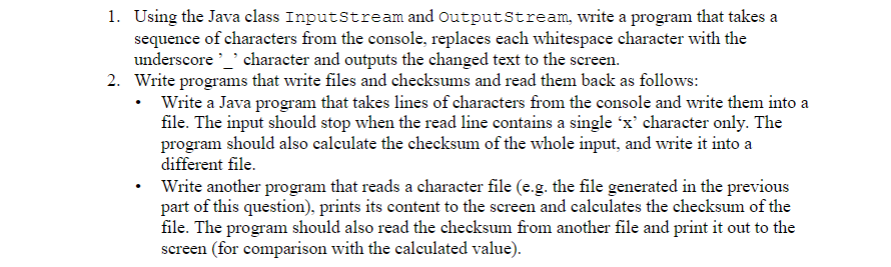 1. Using the Java class InputStream and OutputStream, write a program that takes a
sequence of characters from the console, replaces each whitespace character with the
underscore ’_’ character and outputs the changed text to the screen.
2. Write programs that write files and checksums and read them back as follows:
• Write a Java program that takes lines of characters from the console and write them into a
file. The input should stop when the read line contains a single ‘x’ character only. The
program should also calculate the checksum of the whole input, and write it into a
different file.
• Write another program that reads a character file (e.g. the file generated in the previous
part of this question), prints its content to the screen and calculates the checksum of the
file. The program should also read the checksum from another file and print it out to the
screen (for comparison with the calculated value).